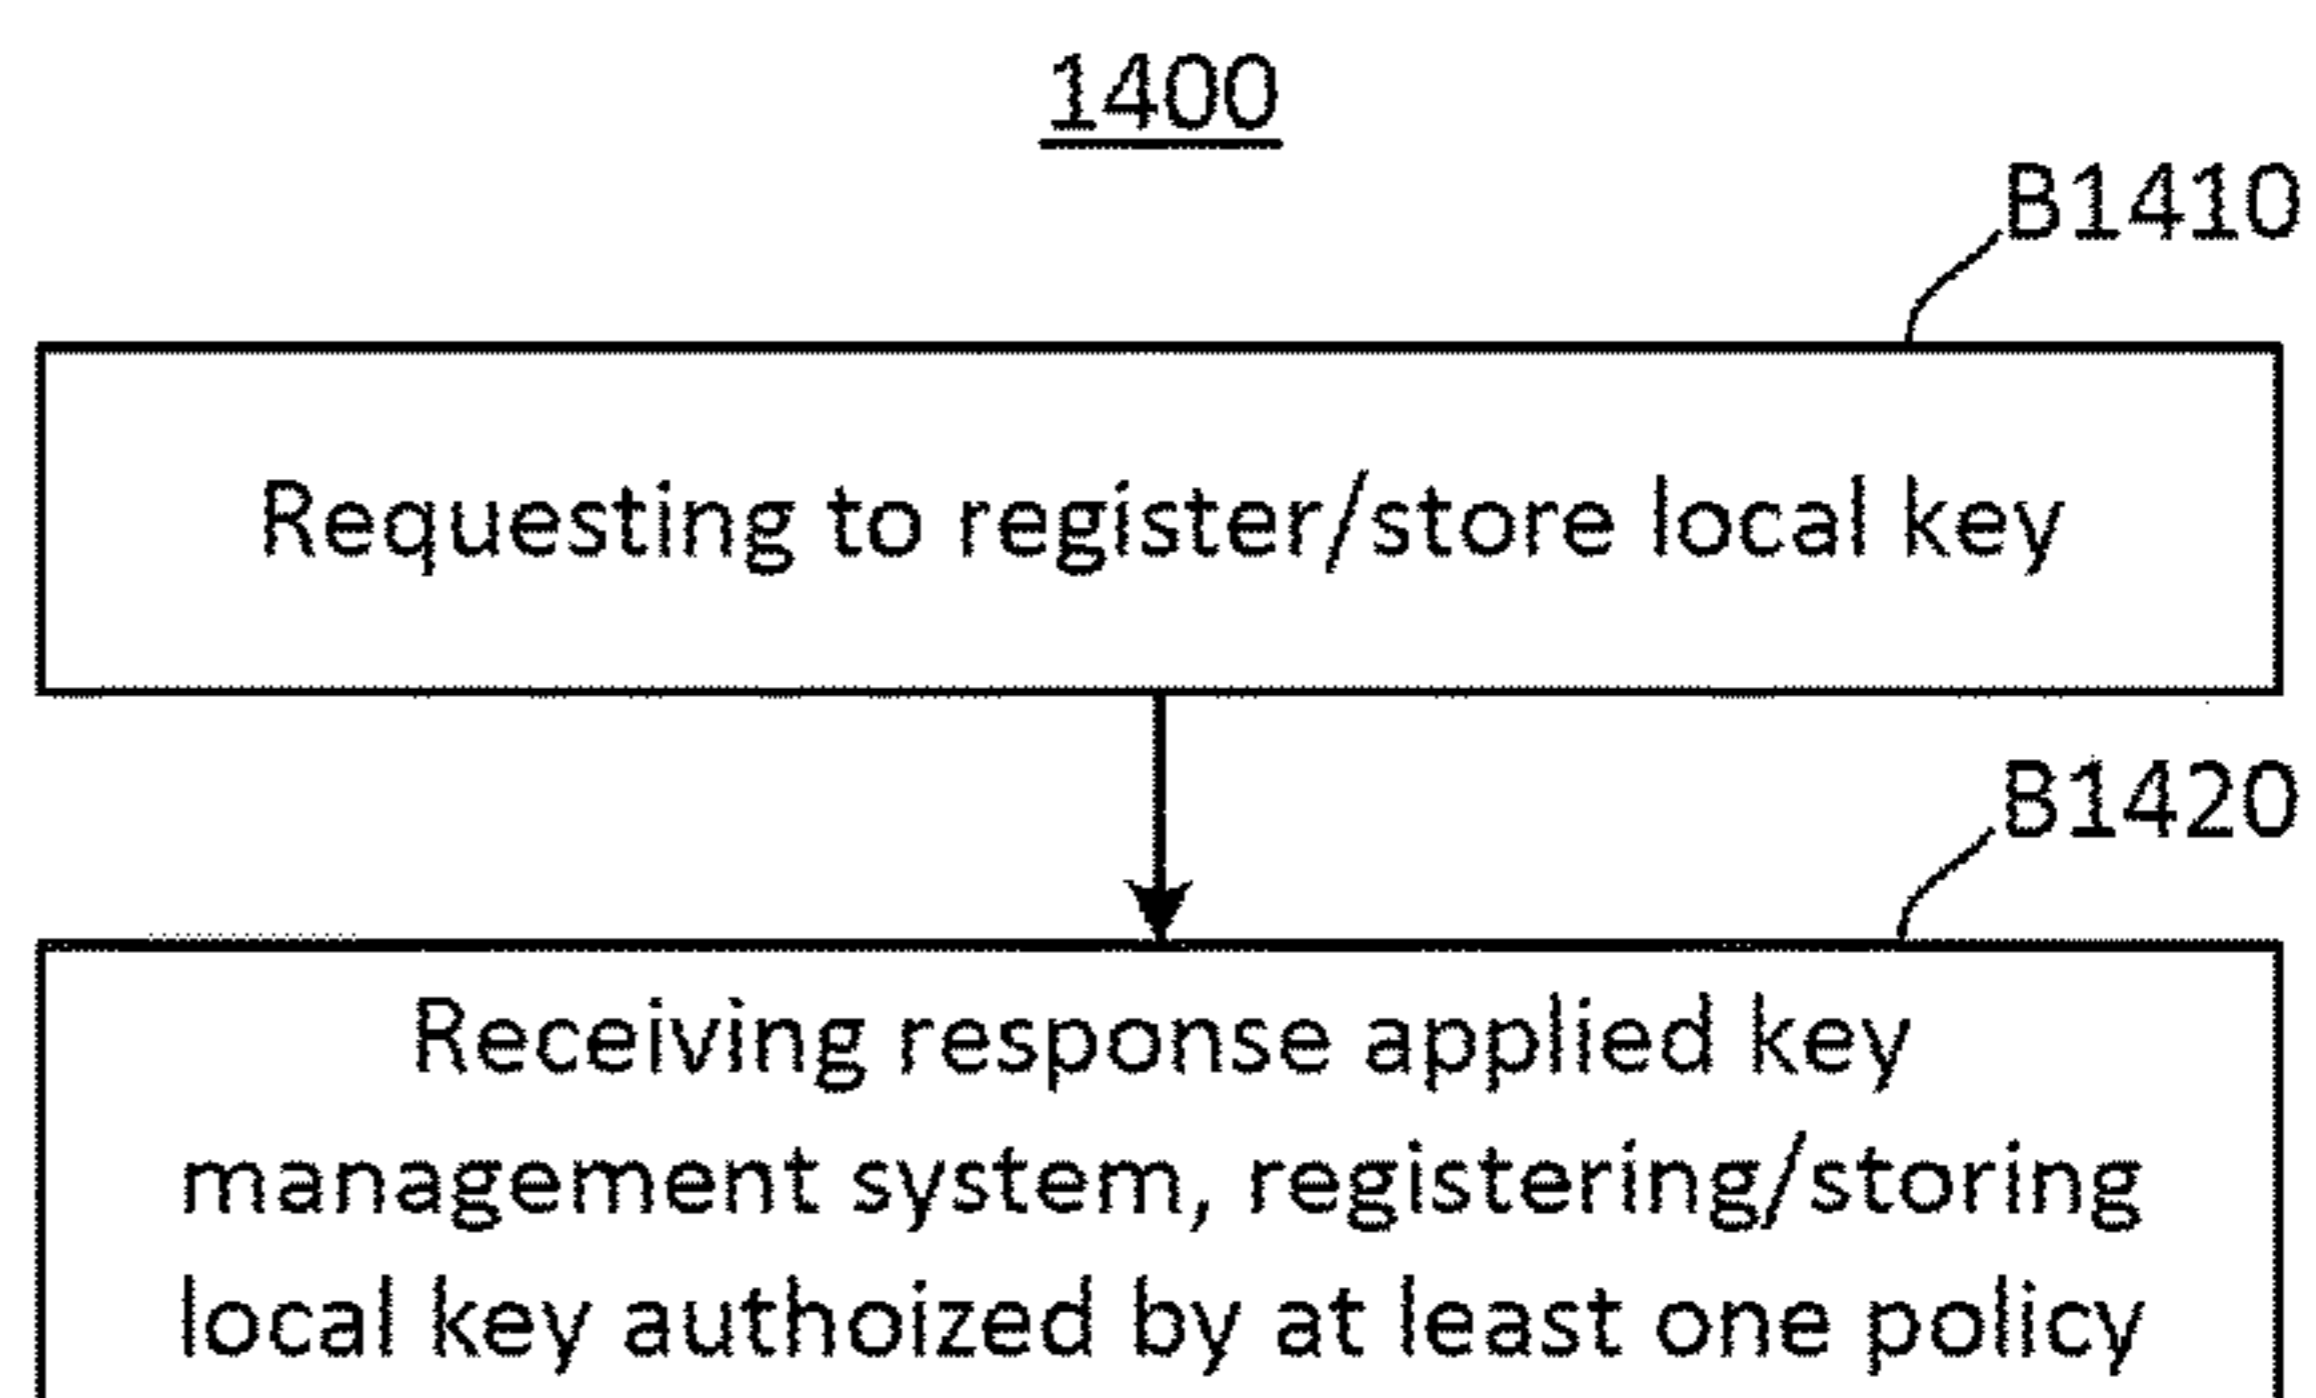 1400
B1410
Requesting to register/store local key
B1420
Receiving response applied key
management system, registering/storing
local key authoized by at least one policy